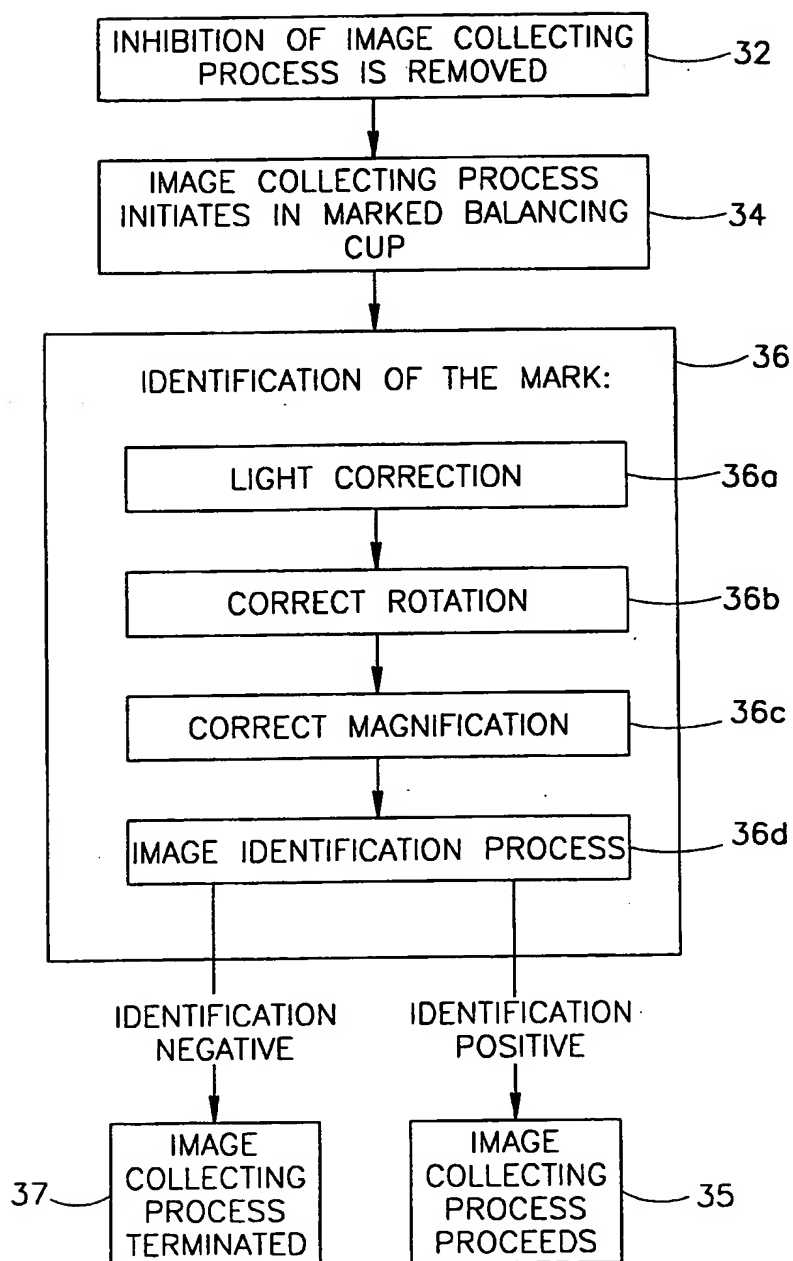 INHIBITION OF IMAGE COLLECTING
PROCESS IS REMOVED
32
IMAGE COLLECTING PROCESS
INITIATES IN MARKED BALANCING
CUP
34
36
IDENTIFICATION OF THE MARK:
LIGHT CORRECTION
36a
CORRECT ROTATION
36b
CORRECT MAGNIFICATION
36c
IMAGE IDENTIFICATION PROCESS
36d
IDENTIFICATION
NEGATIVE
IDENTIFICATION
POSITIVE
37
IMAGE
COLLECTING
PROCESS
TERMINATED
IMAGE
COLLECTING
PROCESS
PROCEEDS
35